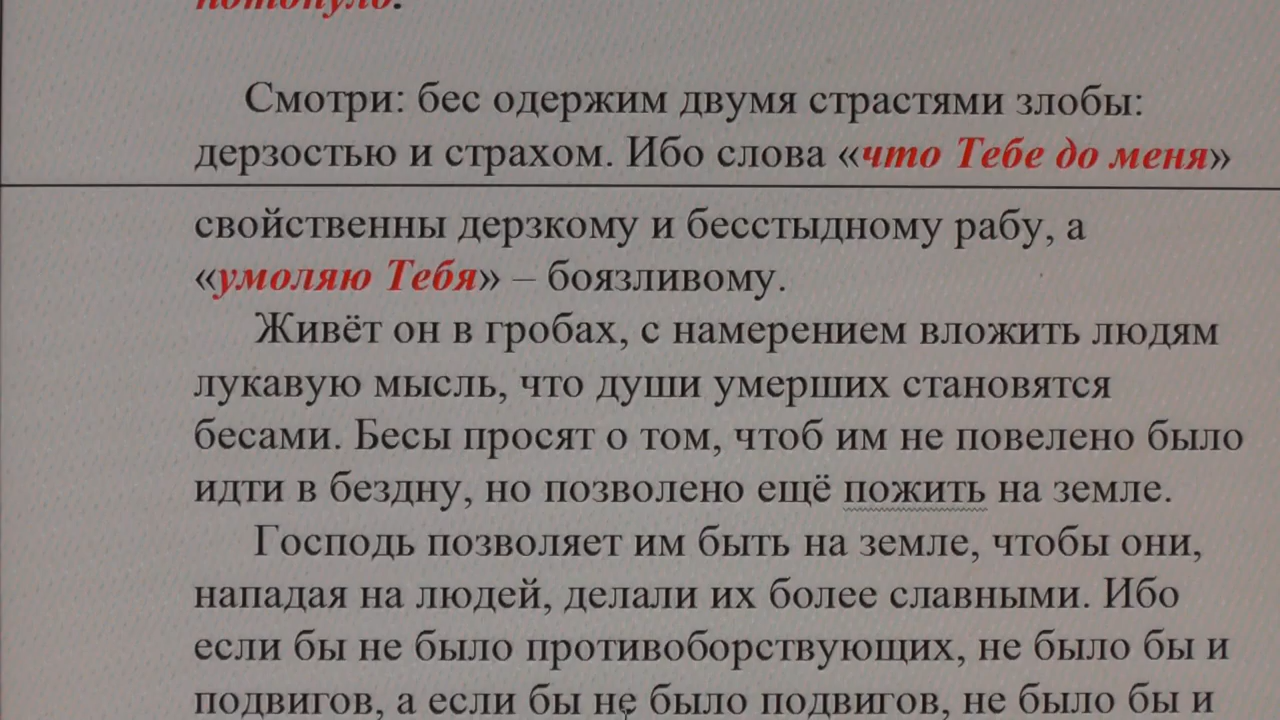 потонуло.
Смотри: бес одержим двумя страстями злобы:
дерзостью и страхом. Ибо слова «что Тебе до меня»
свойственны дерзкому и бесстыдному рабу, а
«умоляю Тебя» – боязливому.
Живёт он в гробах, с намерением вложить людям
лукавую мысль, что души умерших становятся
бесами. Бесы просят о том, чтоб им не повелено было
идти в бездну, но позволено ещё пожить на земле.
Господь позволяет им быть на земле, чтобы они,
нападая на людей, делали их более славными. Ибо
если бы не было противоборствующих, не было бы и
подвигов, а если бы не было подвигов, не было бы и